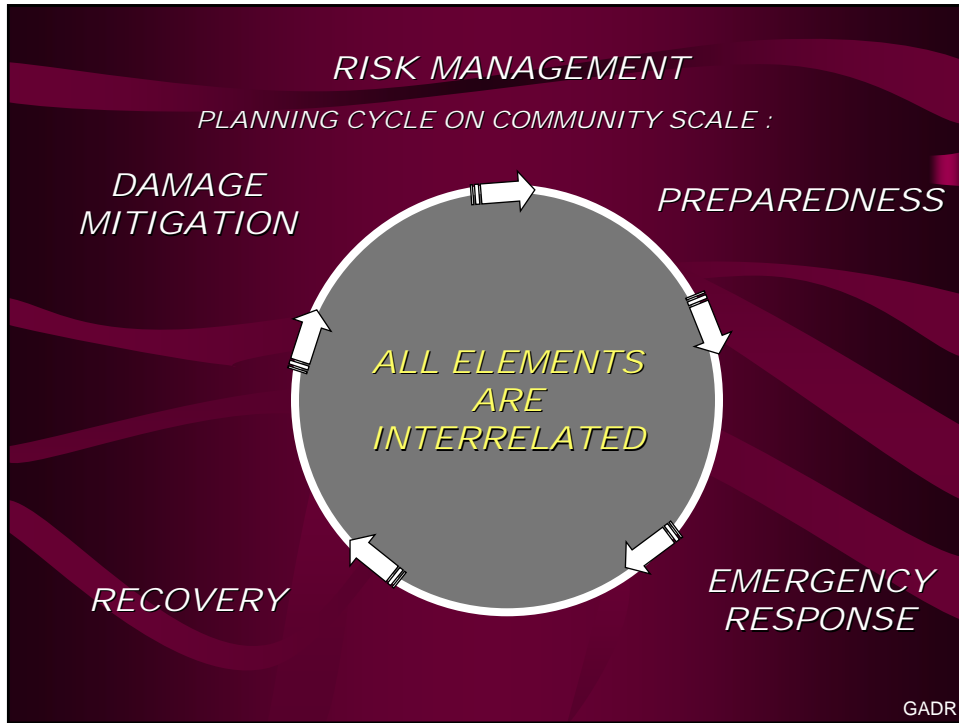 RISK MANAGEMENT
PLANNING CYCLE ON COMMUNITY SCALE :
DAMAGE
MITIGATION
PREPAREDNESS
ALL ELEMENTS
ARE
INTERRELATED
RECOVERY
EMERGENCY
RESPONSE
GADR